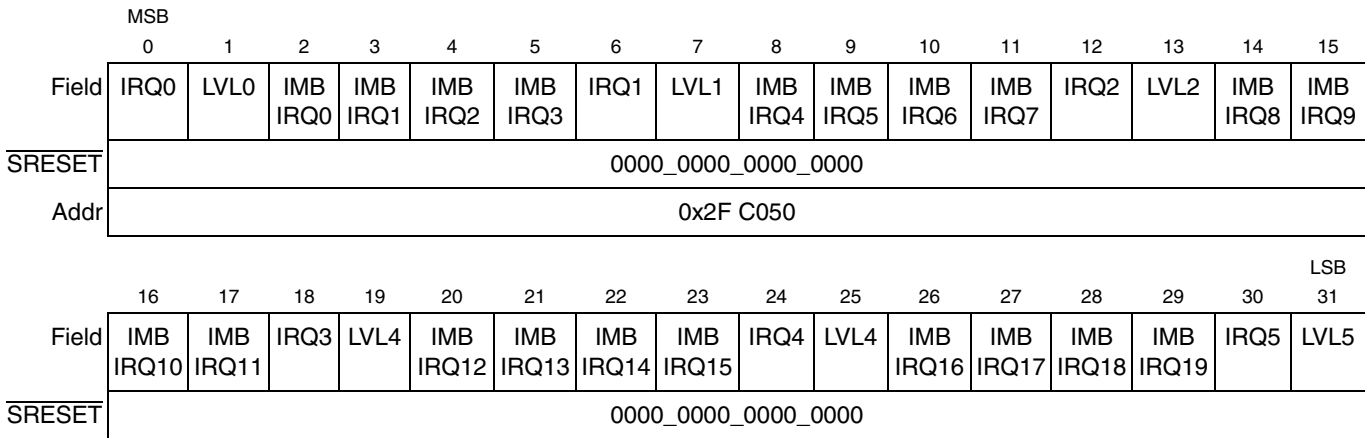 MSB
0 1 2 3 4 5 6 7 8 9 10 11 12 13 14 15
Field IRQ0 LVL0 IMB IMB IMB IMB IRQ1 LVL1 IMB IMB IMB IMB IRQ2 LVL2 IMB IMB
IRQ0 IRQ1 IRQ2 IRQ3 IRQ4 IRQ5 IRQ6 IRQ7 IRQ8 IRQ9
SRESET 0000_0000_0000_0000
Addr 0x2F C050
LSB
16 17 18 19 20 21 22 23 24 25 26 27 28 29 30 31
Field IMB IMB IRQ3 LVL4 IMB IMB IMB IMB IRQ4 LVL4 IMB IMB IMB IMB IRQ5 LVL5
IRQ10 IRQ11 IRQ12 IRQ13 IRQ14 IRQ15 IRQ16 IRQ17 IRQ18 IRQ19
SRESET 0000_0000_0000_0000